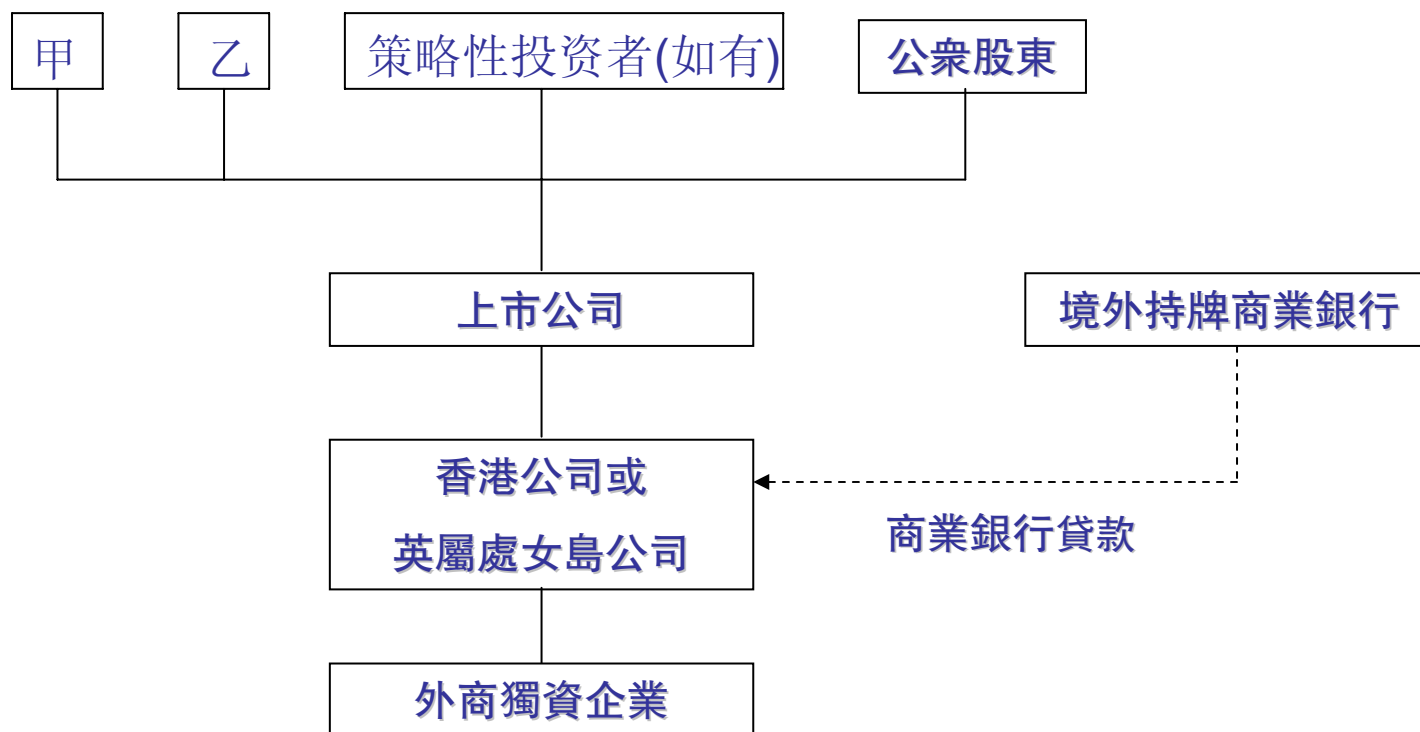 甲
乙
策略性投资者(如有)
公衆股東
上市公司
境外持牌商業銀行
香港公司或
英屬處女島公司
商業銀行貸款
外商獨資企業